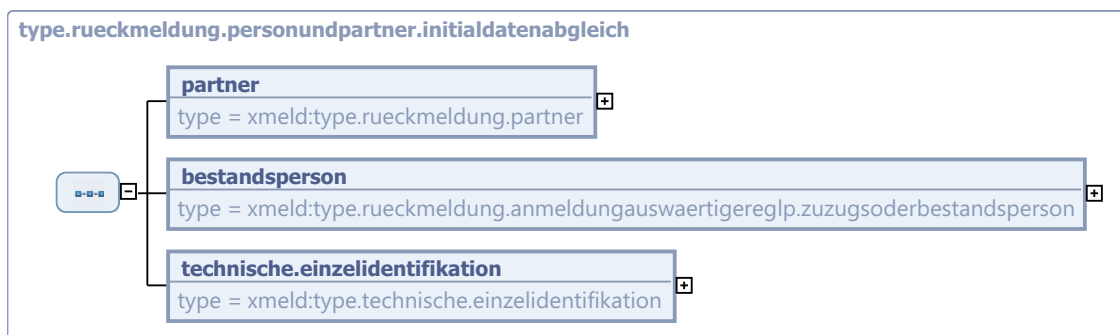 type.rueckmeldung.personundpartner.initialdatenabgleich
partner
type = xmeld:type.rueckmeldung.partner
bestandsperson
type = xmeld:type.rueckmeldung.anmeldungauswaertigereglp.zuzugsoderbestandsperson
technische.einzelidentifikation
type = xmeld:type.technische.einzelidentifikation